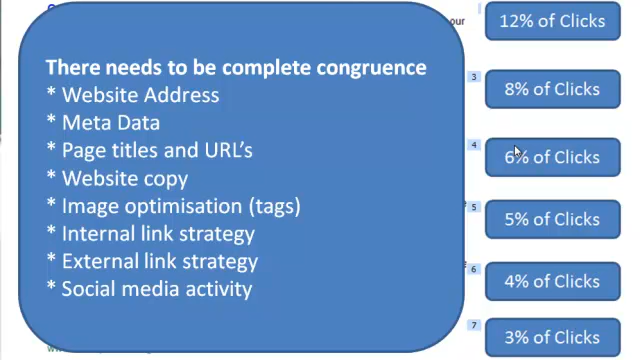 our
12% of Clicks
There needs to be complete congruence
* Website Address
* Meta Data
* Page titles and URL's
* Website copy
* Image optimisation (tags)
* Internal link strategy
* External link strategy
* Social media activity
3
8% of Clicks
4
6% of Clicks
5
5% of Clicks
6
4% of Clicks
7
3% of Clicks